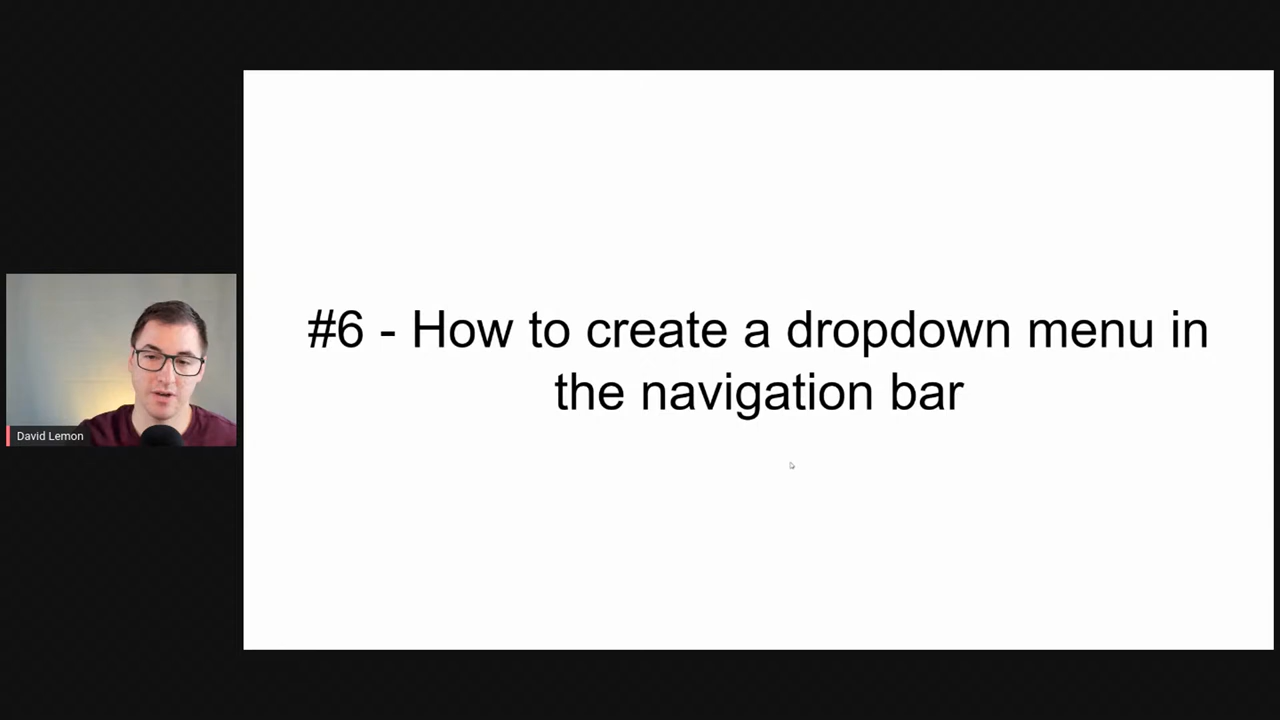 #6 - How to create a dropdown menu in
the navigation bar
David Lemon